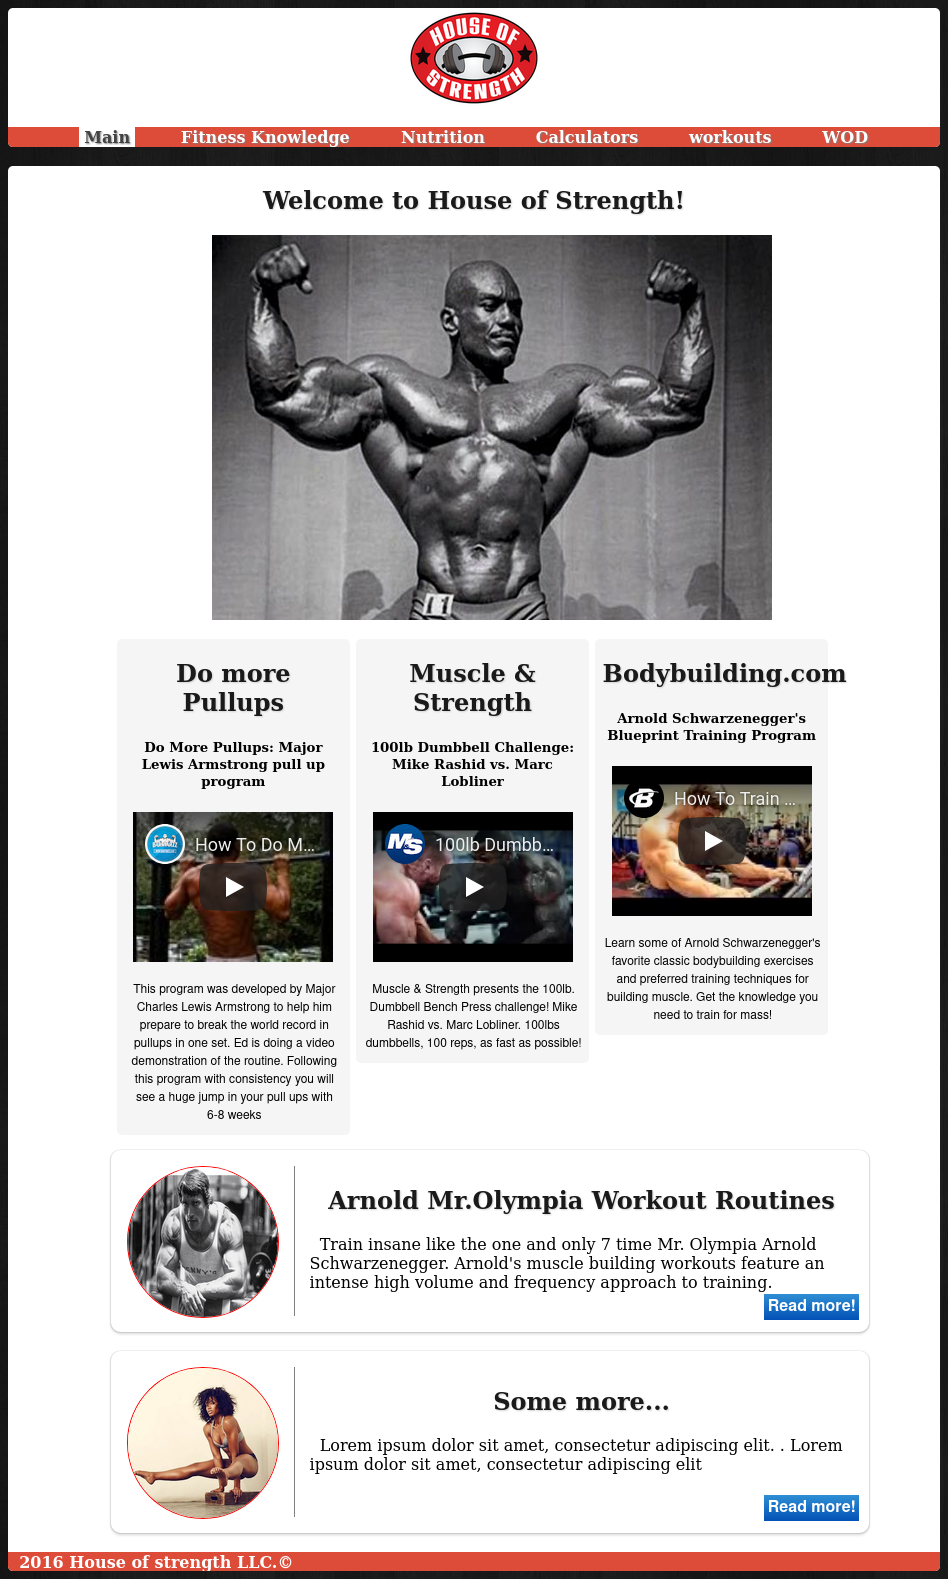 HOUSE OF
STRENGTH
Main Fitness Knowledge Nutrition Calculators workouts WOD
Welcome to House of Strength!
Do more
Pullups
Do More Pullups: Major
Lewis Armstrong pull up
program
How To Do M...
This program was developed by Major
Charles Lewis Armstrong to help him
prepare to break the world record in
pullups in one set. Ed is doing a video
demonstration of the routine. Following
this program with consistency you will
see a huge jump in your pull ups with
6-8 weeks
Muscle &
Strength
100lb Dumbbell Challenge:
Mike Rashid vs. Marc
Lobliner
MS 100lb Dumbb...
Muscle & Strength presents the 100lb.
Dumbbell Bench Press challenge! Mike
Rashid vs. Marc Lobliner. 100lbs
dumbbells, 100 reps, as fast as possible!
Bodybuilding.com
Arnold Schwarzenegger's
Blueprint Training Program
B How To Train ...
Learn some of Arnold Schwarzenegger's
favorite classic bodybuilding exercises
and preferred training techniques for
building muscle. Get the knowledge you
need to train for mass!
Arnold Mr.Olympia Workout Routines
Train insane like the one and only 7 time Mr. Olympia Arnold
Schwarzenegger. Arnold's muscle building workouts feature an
intense high volume and frequency approach to training.
Read more!
Some more...
Lorem ipsum dolor sit amet, consectetur adipiscing elit. . Lorem
ipsum dolor sit amet, consectetur adipiscing elit
Read more!
2016 House of strength LLC.©